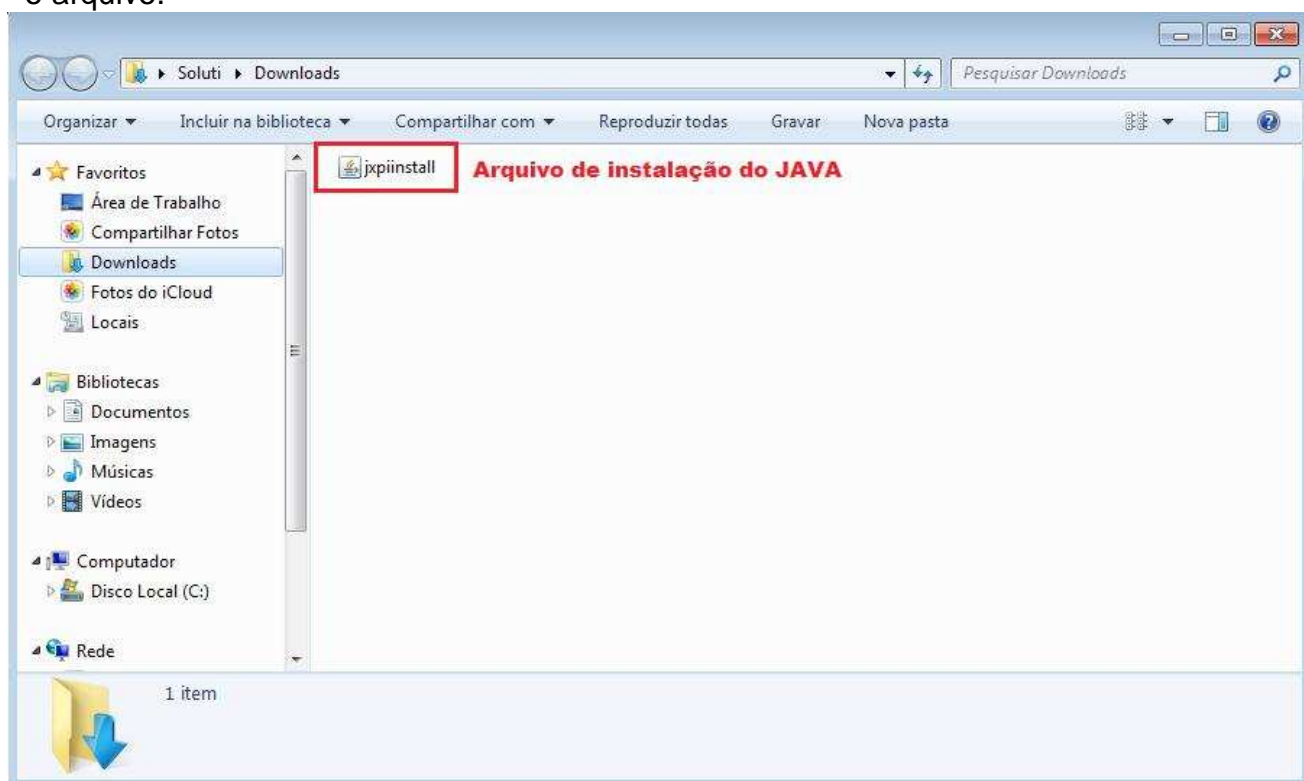 o arquivo.
Soluti Downloads
Pesquisar Downloads
Organizar Incluir na biblioteca Compartilhar com Reproduzir todas Gravar Nova pasta
Favoritos
Área de Trabalho
Compartilhar Fotos
Downloads
Fotos do iCloud
Locais
Bibliotecas
Documentos
Imagens
Músicas
Vídeos
Computador
Disco Local (C:)
Rede
jxpiinstall
Arquivo de instalação do JAVA
1 item